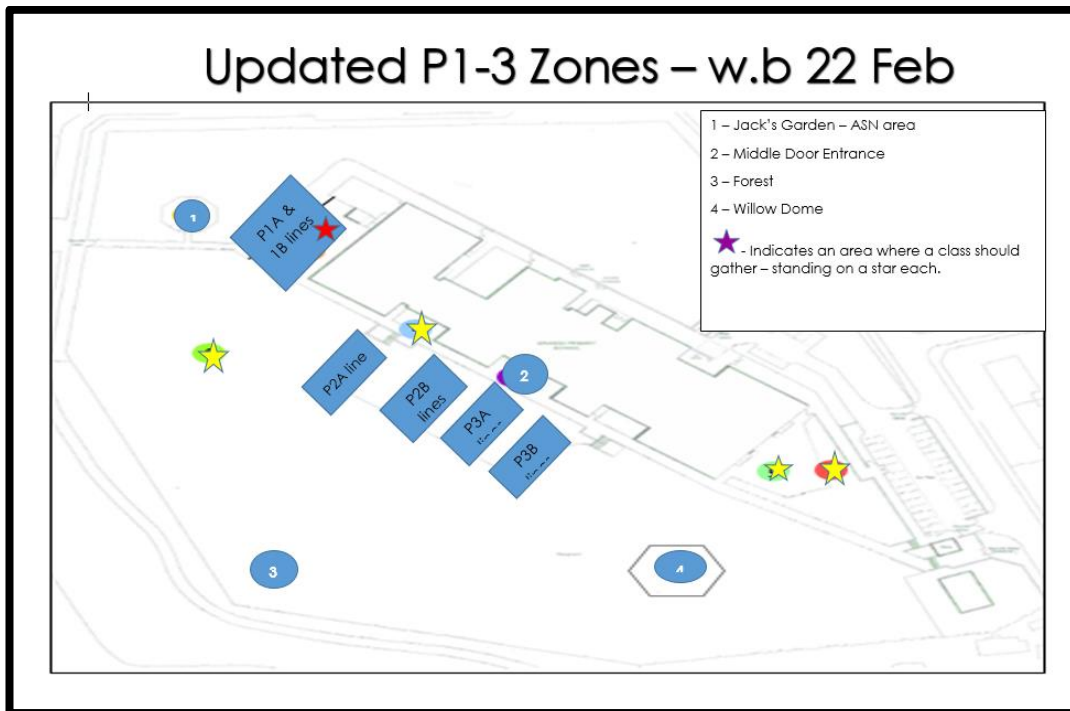 Updated P1-3 Zones – w.b 22 Feb
1 – Jack's Garden – ASN area
2 – Middle Door Entrance
3 – Forest
4 – Willow Dome
- Indicates an area where a class should
gather – standing on a star each.
1
P1A &
1B lines
P2A line
P2B
lines
P3A
P3B
2
3
4